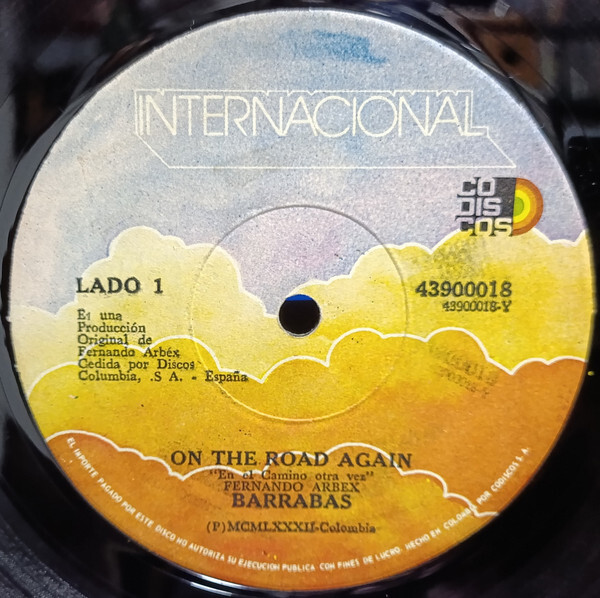 INTERNACIONAL
CO
DIS
COS
LADO 1
43900018
43900018-Y
E: una
Producción
Original de
Fernando Arbéx
Cedida por Discos
Columbia, .S A. - España
ON THE ROAD AGAIN
"En el Camino otra vez"
FERNANDO ARBEX
BARRABAS
(P)MCMLXXXII-Colombia
EL IMPORTE PAGADO POR ESTE DISCO NO AUTORIZA SU EJECUCION PUBLICA CON FINES DE LUCRO. HECHO EN COLOMBIA POR CODISCOS S. A.